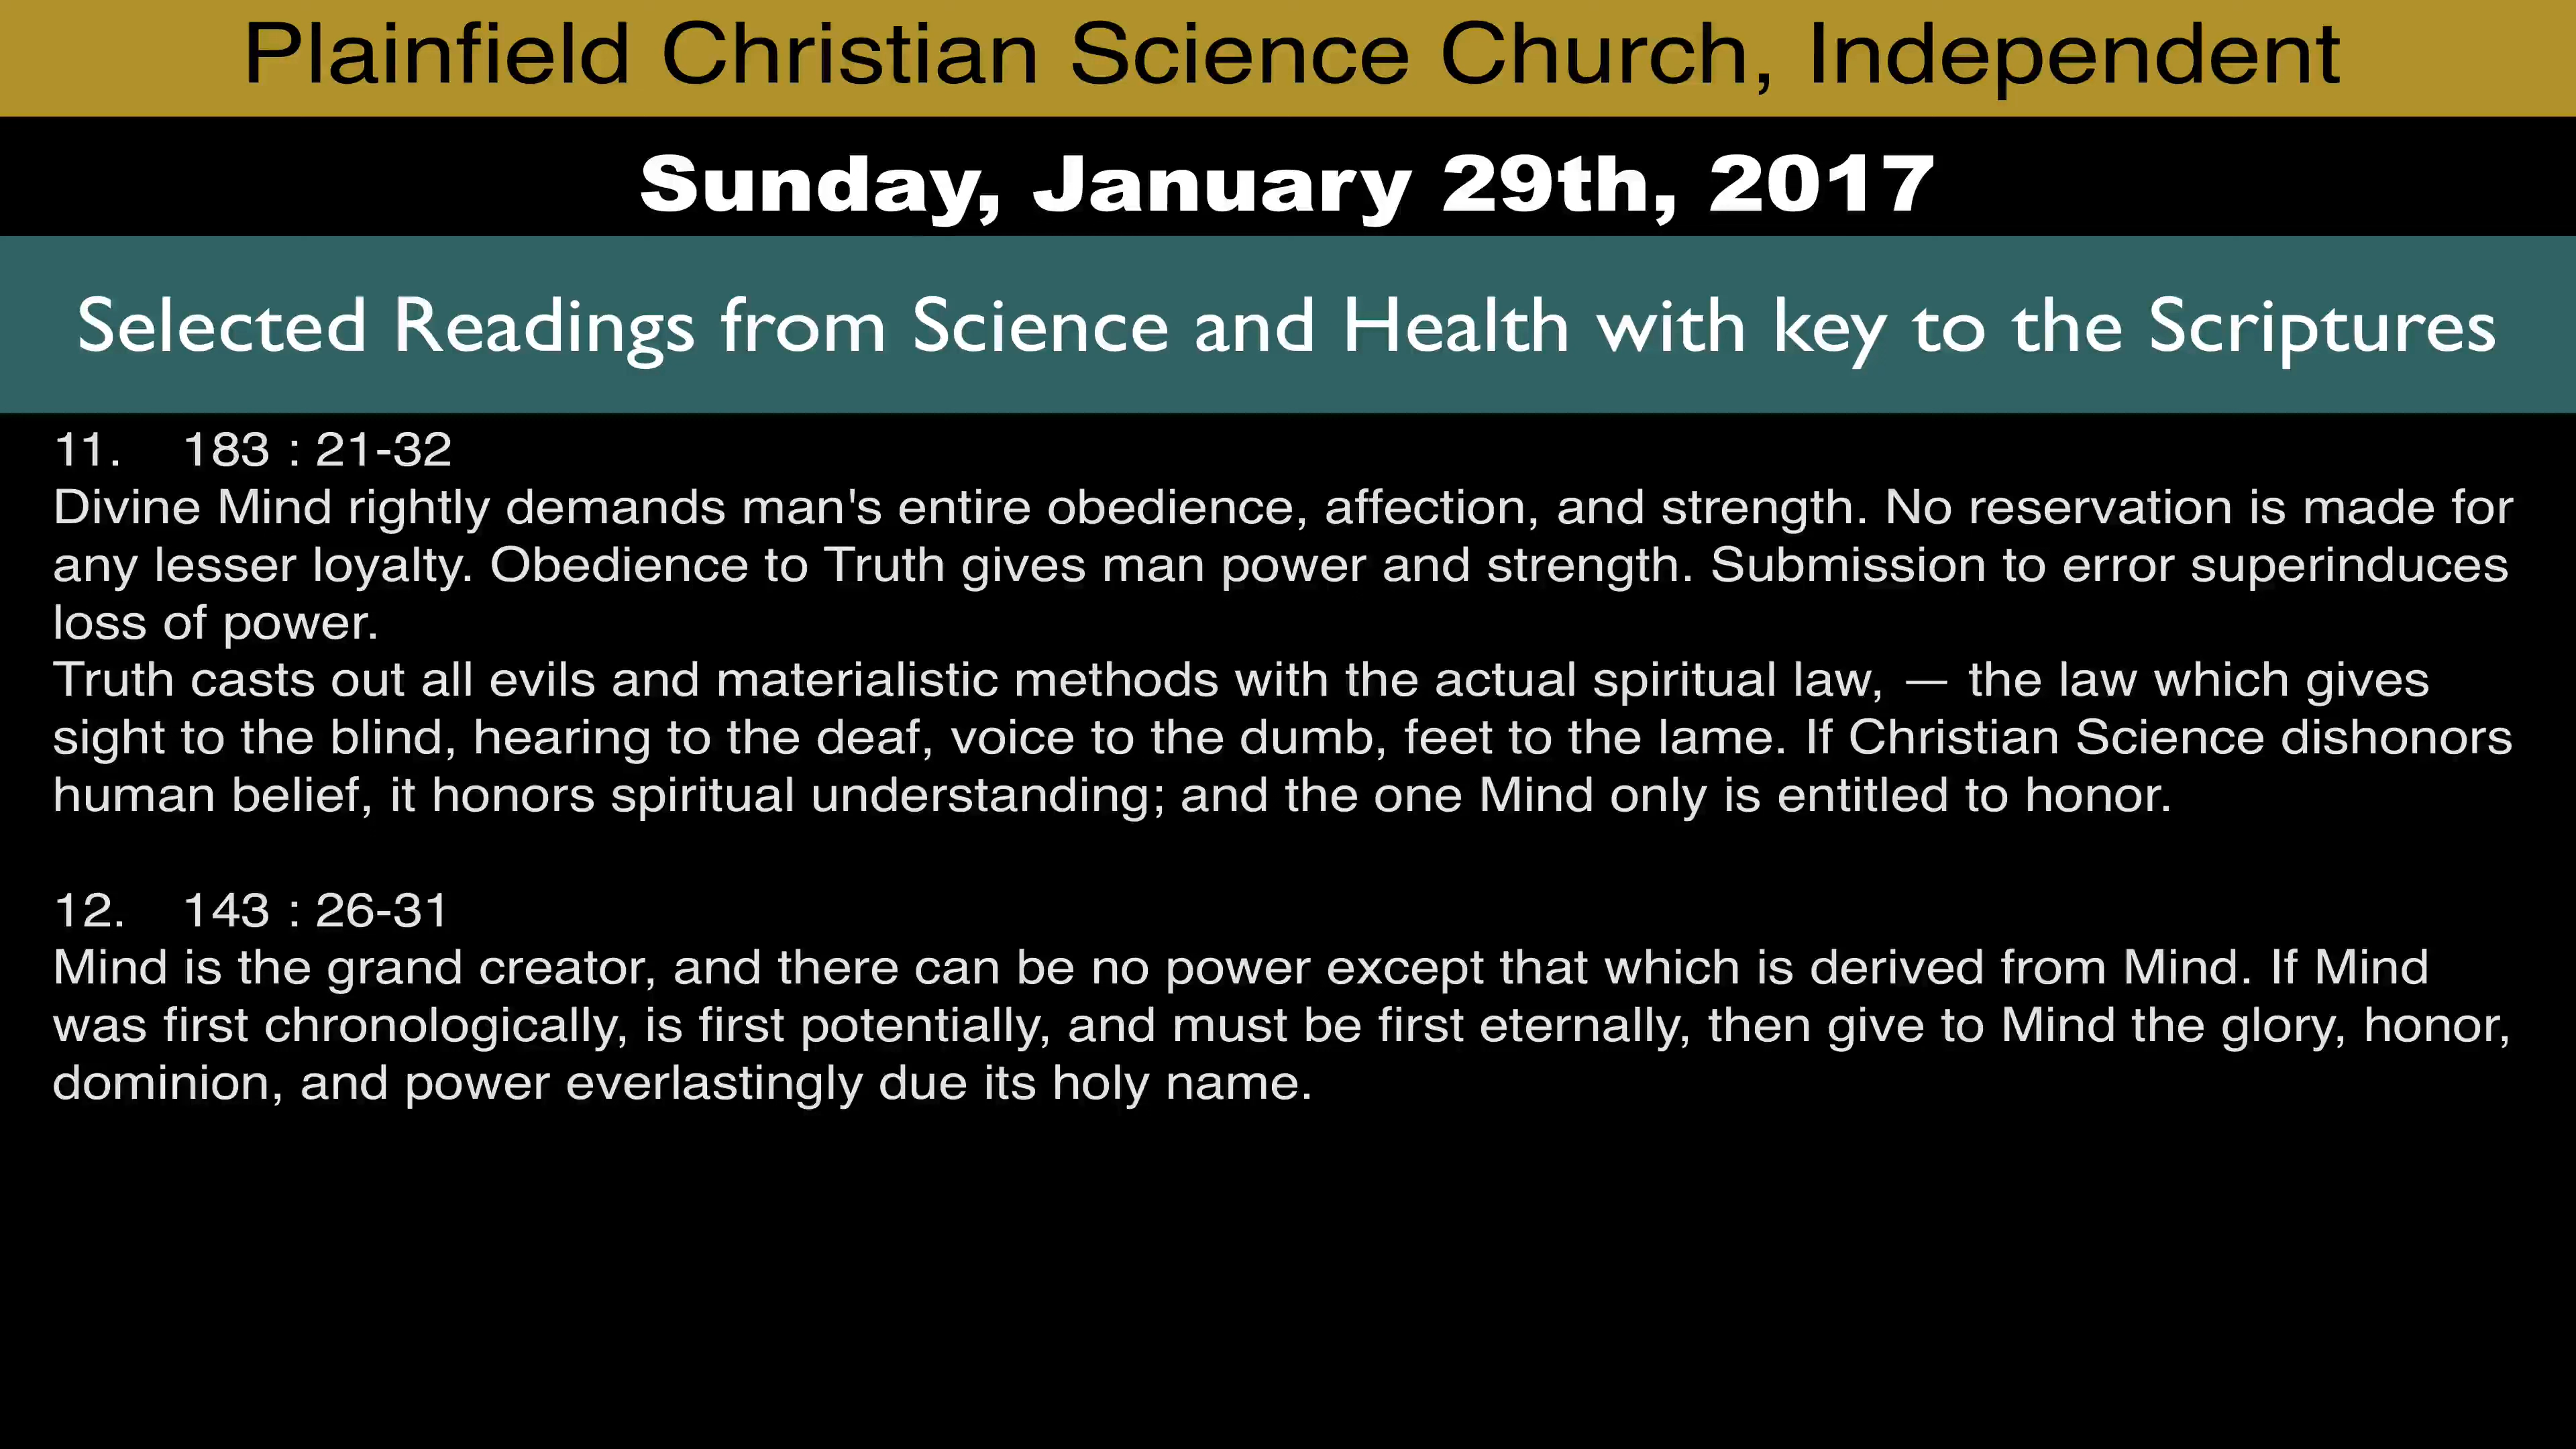 Plainfield Christian Science Church, Independent
Sunday, January 29th, 2017
Selected Readings from Science and Health with key to the Scriptures
11. 183 : 21-32
Divine Mind rightly demands man's entire obedience, affection, and strength. No reservation is made for
any lesser loyalty. Obedience to Truth gives man power and strength. Submission to error superinduces
loss of power.
Truth casts out all evils and materialistic methods with the actual spiritual law, — the law which gives
sight to the blind, hearing to the deaf, voice to the dumb, feet to the lame. If Christian Science dishonors
human belief, it honors spiritual understanding; and the one Mind only is entitled to honor.
12. 143 : 26-31
Mind is the grand creator, and there can be no power except that which is derived from Mind. If Mind
was first chronologically, is first potentially, and must be first eternally, then give to Mind the glory, honor,
dominion, and power everlastingly due its holy name.